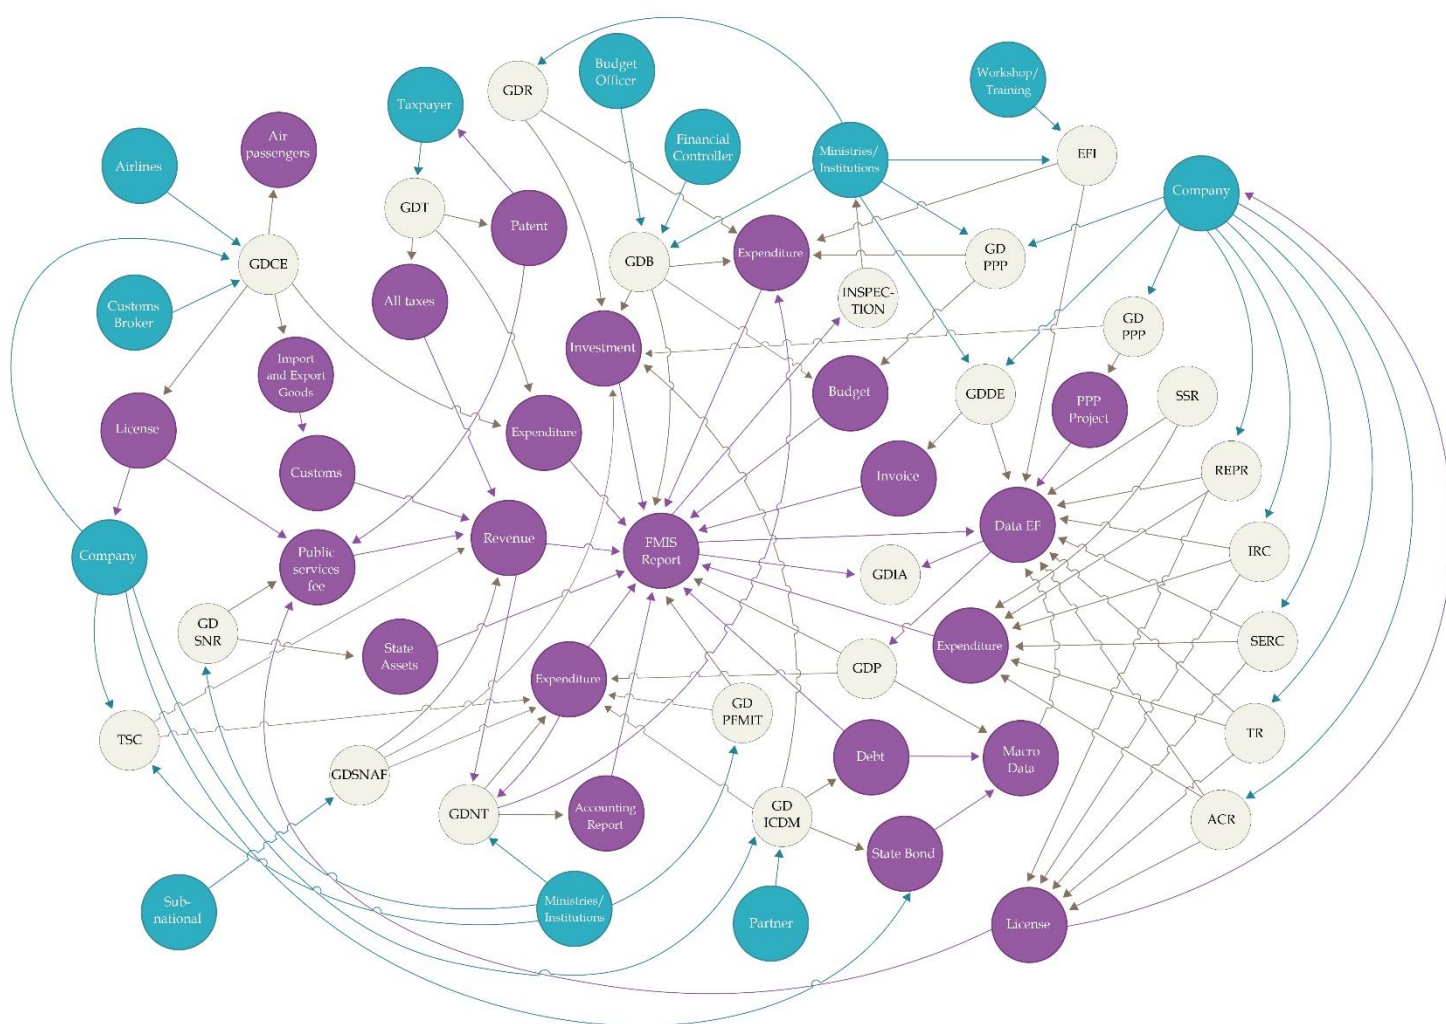 Budget
Officer
Workshop/
Training
GDR
Taxpayer
Air
passengers
Financial
Controller
Ministries/
Institutions
EFI
Airlines
Company
GDT
Patent
GDCE
GDB
Expenditure
GD
PPP
All taxes
INSPEC-
TION
Customs
Broker
GD
PPP
Investment
Import
and Export
Goods
Budget
GDDE
PPP
Project
SSR
License
Expenditure
Customs
Invoice
REPR
Data EF
Revenue
FMIS
Report
IRC
Company
Public
services
fee
GDIA
GD
SNR
State
Assets
Expenditure
SERC
GDP
Expenditure
GD
PFMIT
TSC
TR
Debt
Macro
Data
GDSNAF
GDNT
Accounting
Report
GD
ICDM
ACR
State Bond
Sub-
national
Ministries/
Institutions
Partner
License